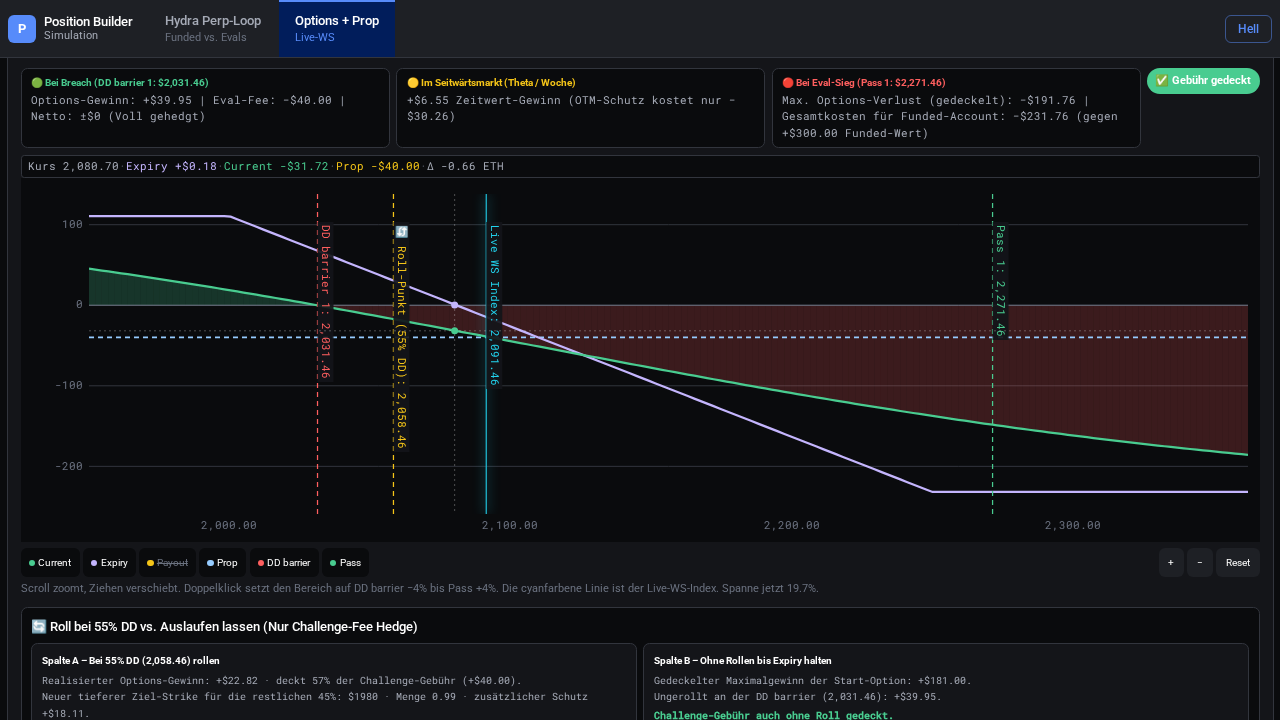 P
Position Builder
Simulation
Hydra Perp-Loop
Funded vs. Evals
Options + Prop
Live-WS
Hell
🟢 Bei Breach (DD barrier 1: $2,031.46)
Options-Gewinn: +$39.95 | Eval-Fee: −$40.00 |
Netto: ±$0 (Voll gehedgt)
🟡 Im Seitwärtsmarkt (Theta / Woche)
+$6.55 Zeitwert-Gewinn (OTM-Schutz kostet nur −
$30.26)
🔴 Bei Eval-Sieg (Pass 1: $2,271.46)
Max. Options-Verlust (gedeckelt): −$191.76 |
Gesamtkosten für Funded-Account: −$231.76 (gegen
+$300.00 Funded-Wert)
✅ Gebühr gedeckt
Kurs 2,080.70·Expiry +$0.18·Current −$31.72·Prop −$40.00·Δ -0.66 ETH
100
0
-100
-200
DD barrier 1: 2,031.46
🔄 Roll-Punkt (55% DD): 2,058.46
Live WS Index: 2,091.46
Pass 1: 2,271.46
2,000.00
2,100.00
2,200.00
2,300.00
Current
Expiry
Payout
Prop
DD barrier
Pass
+
−
Reset
Scroll zoomt, Ziehen verschiebt. Doppelklick setzt den Bereich auf DD barrier −4% bis Pass +4%. Die cyanfarbene Linie ist der Live-WS-Index. Spanne jetzt 19.7%.
🔄 Roll bei 55% DD vs. Auslaufen lassen (Nur Challenge-Fee Hedge)
Spalte A – Bei 55% DD (2,058.46) rollen
Realisierter Options-Gewinn: +$22.82 · deckt 57% der Challenge-Gebühr (+$40.00).
Neuer tieferer Ziel-Strike für die restlichen 45%: $1980 · Menge 0.99 · zusätzlicher Schutz
+$18.11.
Spalte B – Ohne Rollen bis Expiry halten
Gedeckelter Maximalgewinn der Start-Option: +$181.00.
Ungerollt an der DD barrier (2,031.46): +$39.95.
Challenge-Gebühr auch ohne Roll gedeckt.